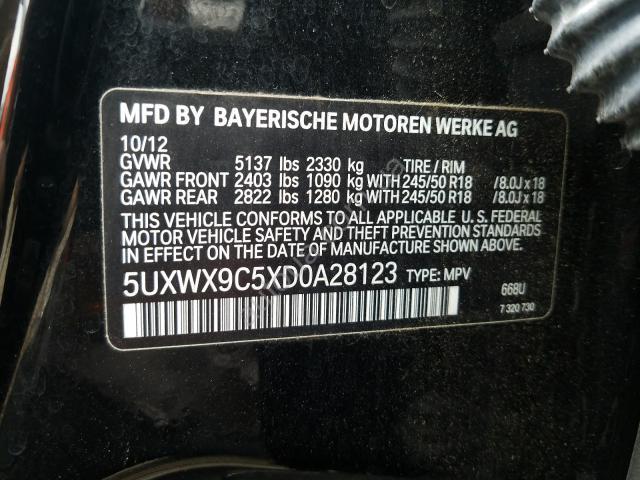 MFD BY BAYERISCHE MOTOREN WERKE AG
10/12
GVWR 5137 lbs 2330 kg TIRE / RIM
GAWR FRONT 2403 lbs 1090 kg WITH 245/50 R18 /8.0J x 18
GAWR REAR 2822 lbs 1280 kg WITH 245/50 R18 /8.0J x 18
THIS VEHICLE CONFORMS TO ALL APPLICABLE U. S. FEDERAL
MOTOR VEHICLE SAFETY AND THEFT PREVENTION STANDARDS
IN EFFECT ON THE DATE OF MANUFACTURE SHOWN ABOVE.
5UXWX9C5XD0A28123 TYPE: MPV
668U
7 320 730